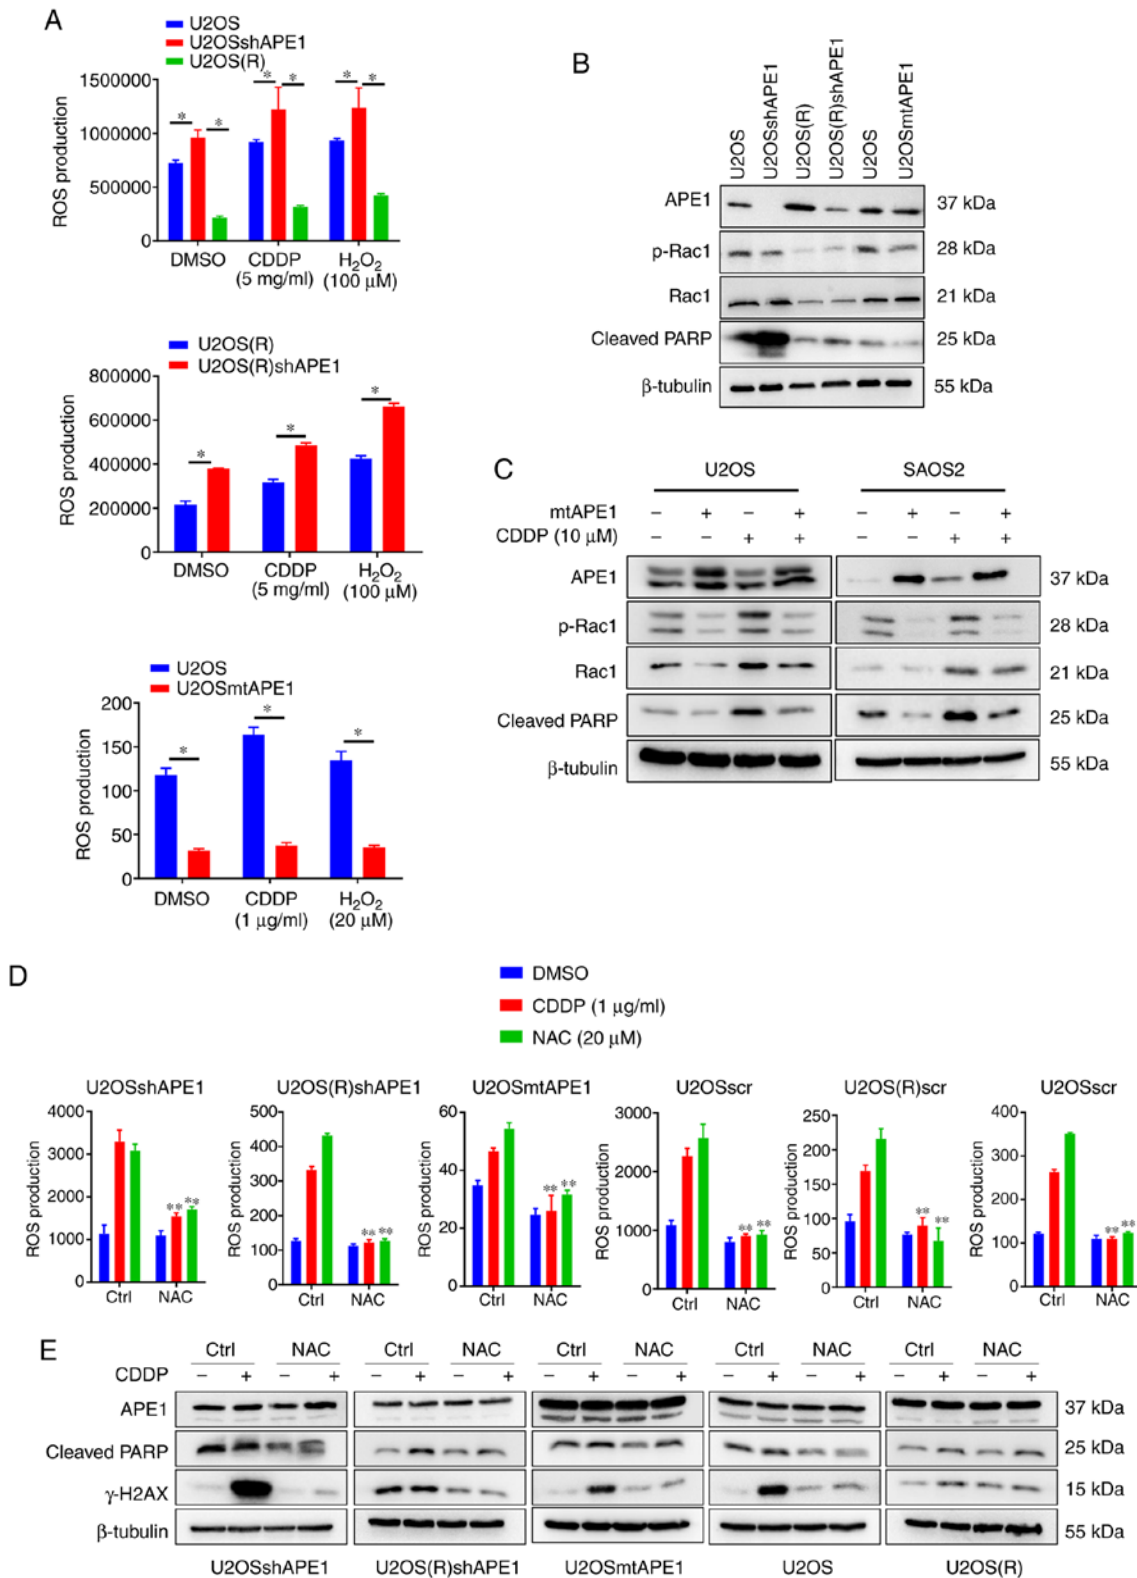 A
U2OS
U2OSshAPE1
U2OS(R)
ROS production
1500000
1000000
500000
0
* * * * * *
DMSO CDDP H₂O₂
(5 mg/ml) (100 μM)
U2OS(R)
U2OS(R)shAPE1
ROS production
800000
600000
400000
200000
0
* * *
DMSO CDDP H₂O₂
(5 mg/ml) (100 μM)
U2OS
U2OSmtAPE1
ROS production
200
150
100
50
0
* * *
DMSO CDDP H₂O₂
(1 μg/ml) (20 μM)
B
U2OS U2OSshAPE1 U2OS(R) U2OS(R)shAPE1 U2OS U2OSmtAPE1
APE1 37 kDa
p-Rac1 28 kDa
Rac1 21 kDa
Cleaved PARP 25 kDa
β-tubulin 55 kDa
C
U2OS SAOS2
mtAPE1 − + − + − + − +
CDDP (10 μM) − − + + − − + +
APE1 37 kDa
p-Rac1 28 kDa
Rac1 21 kDa
Cleaved PARP 25 kDa
β-tubulin 55 kDa
D
DMSO
CDDP (1 μg/ml)
NAC (20 μM)
U2OSshAPE1
ROS production
4000
3000
2000
1000
0
** **
Ctrl NAC
U2OS(R)shAPE1
ROS production
500
400
300
200
100
0
** **
Ctrl NAC
U2OSmtAPE1
ROS production
60
40
20
0
** **
Ctrl NAC
U2OSscr
ROS production
3000
2000
1000
0
** **
Ctrl NAC
U2OS(R)scr
ROS production
250
200
150
100
50
0
** **
Ctrl NAC
U2OSscr
ROS production
400
300
200
100
0
** **
Ctrl NAC
E
Ctrl NAC Ctrl NAC Ctrl NAC Ctrl NAC Ctrl NAC
CDDP − + − + − + − + − + − + − + − + − + − +
APE1 37 kDa
Cleaved PARP 25 kDa
γ-H2AX 15 kDa
β-tubulin 55 kDa
U2OSshAPE1 U2OS(R)shAPE1 U2OSmtAPE1 U2OS U2OS(R)